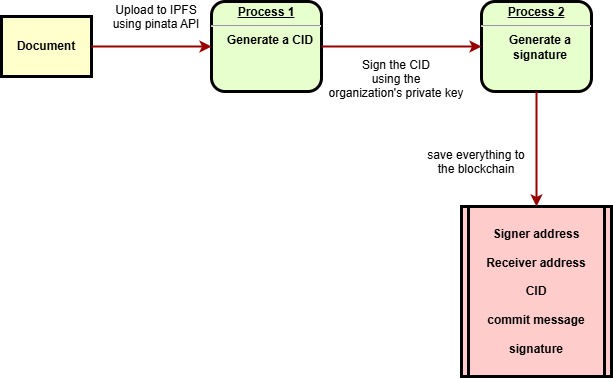 Document
Upload to IPFS
using pinata API
Process 1
Generate a CID
Sign the CID
using the
organization's private key
Process 2
Generate a
signature
save everything to
the blockchain
Signer address
Receiver address
CID
commit message
signature